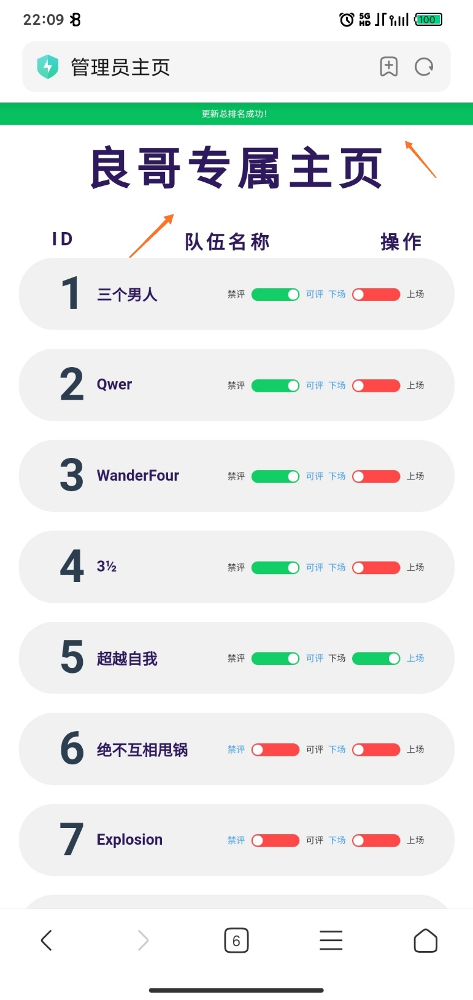 22:09
5G
HD
100
管理员主页
更新总排名成功!
良哥专属主页
ID 队伍名称 操作
1 三个男人 禁评 可评 下场 上场
2 Qwer 禁评 可评 下场 上场
3 WanderFour 禁评 可评 下场 上场
4 3½ 禁评 可评 下场 上场
5 超越自我 禁评 可评 下场 上场
6 绝不互相甩锅 禁评 可评 下场 上场
7 Explosion 禁评 可评 下场 上场
6